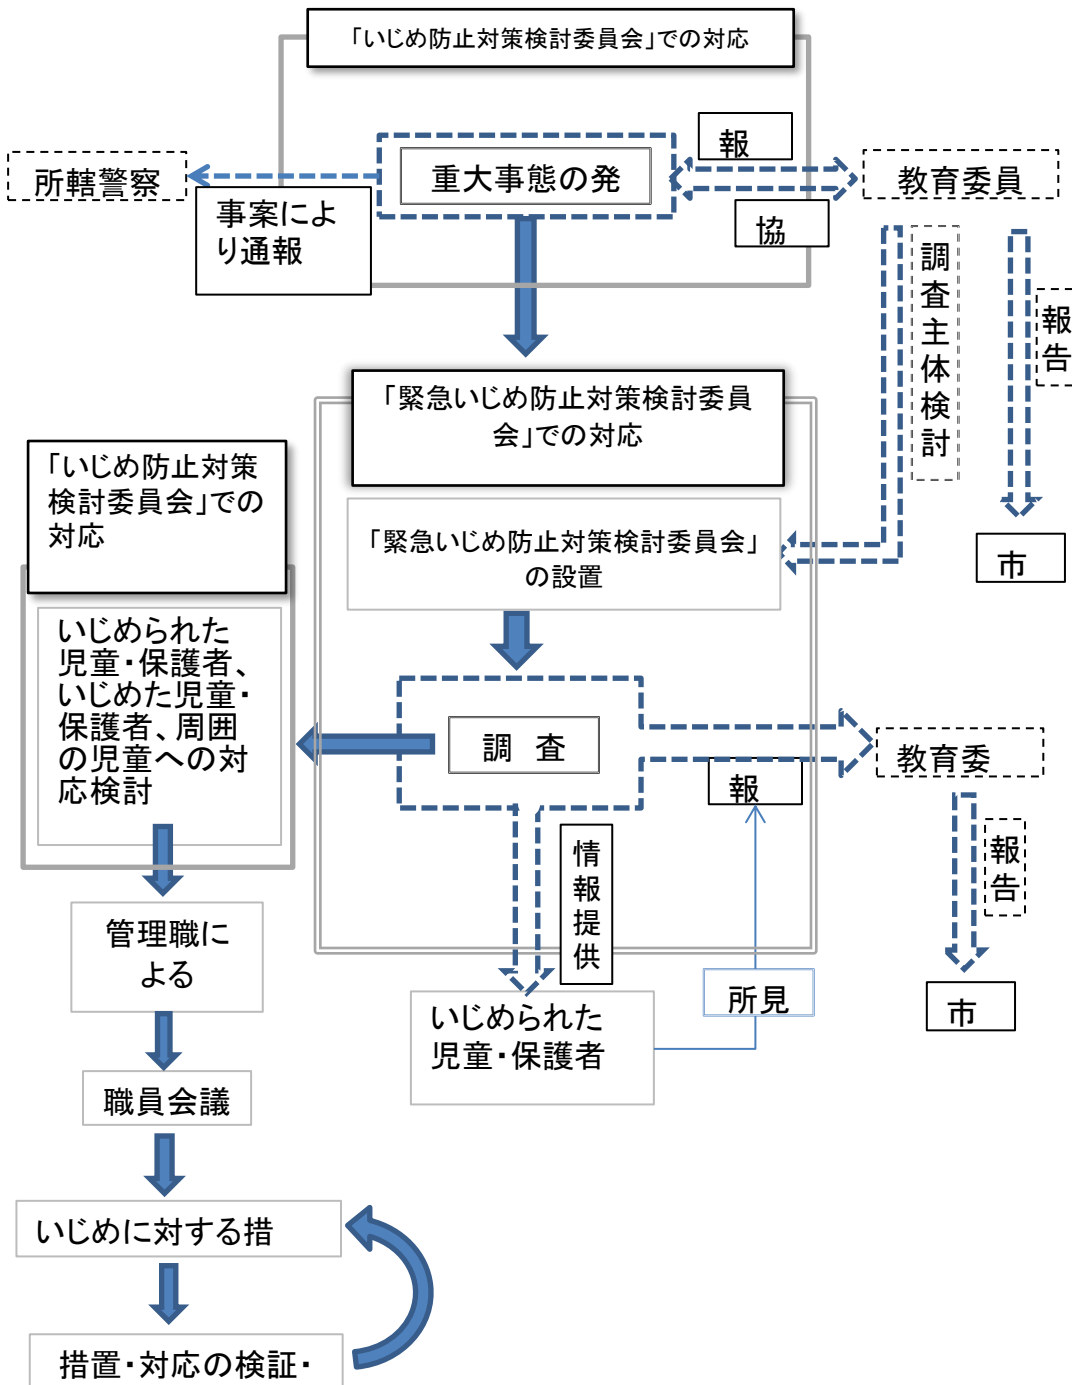 「いじめ防止対策検討委員会」での対応
報
所轄警察
重大事態の発
教育委員
事案によ
り通報
協
調査主体検討
報告
「緊急いじめ防止対策検討委員
会」での対応
「いじめ防止対策
検討委員会」での
対応
「緊急いじめ防止対策検討委員会」
の設置
市
いじめられた
児童・保護者、
いじめた児童・
保護者、周囲
の児童への対
応検討
調 査
教育委
報
情報提供
報告
管理職に
よる
所見
市
いじめられた
児童・保護者
職員会議
いじめに対する措
措置・対応の検証・